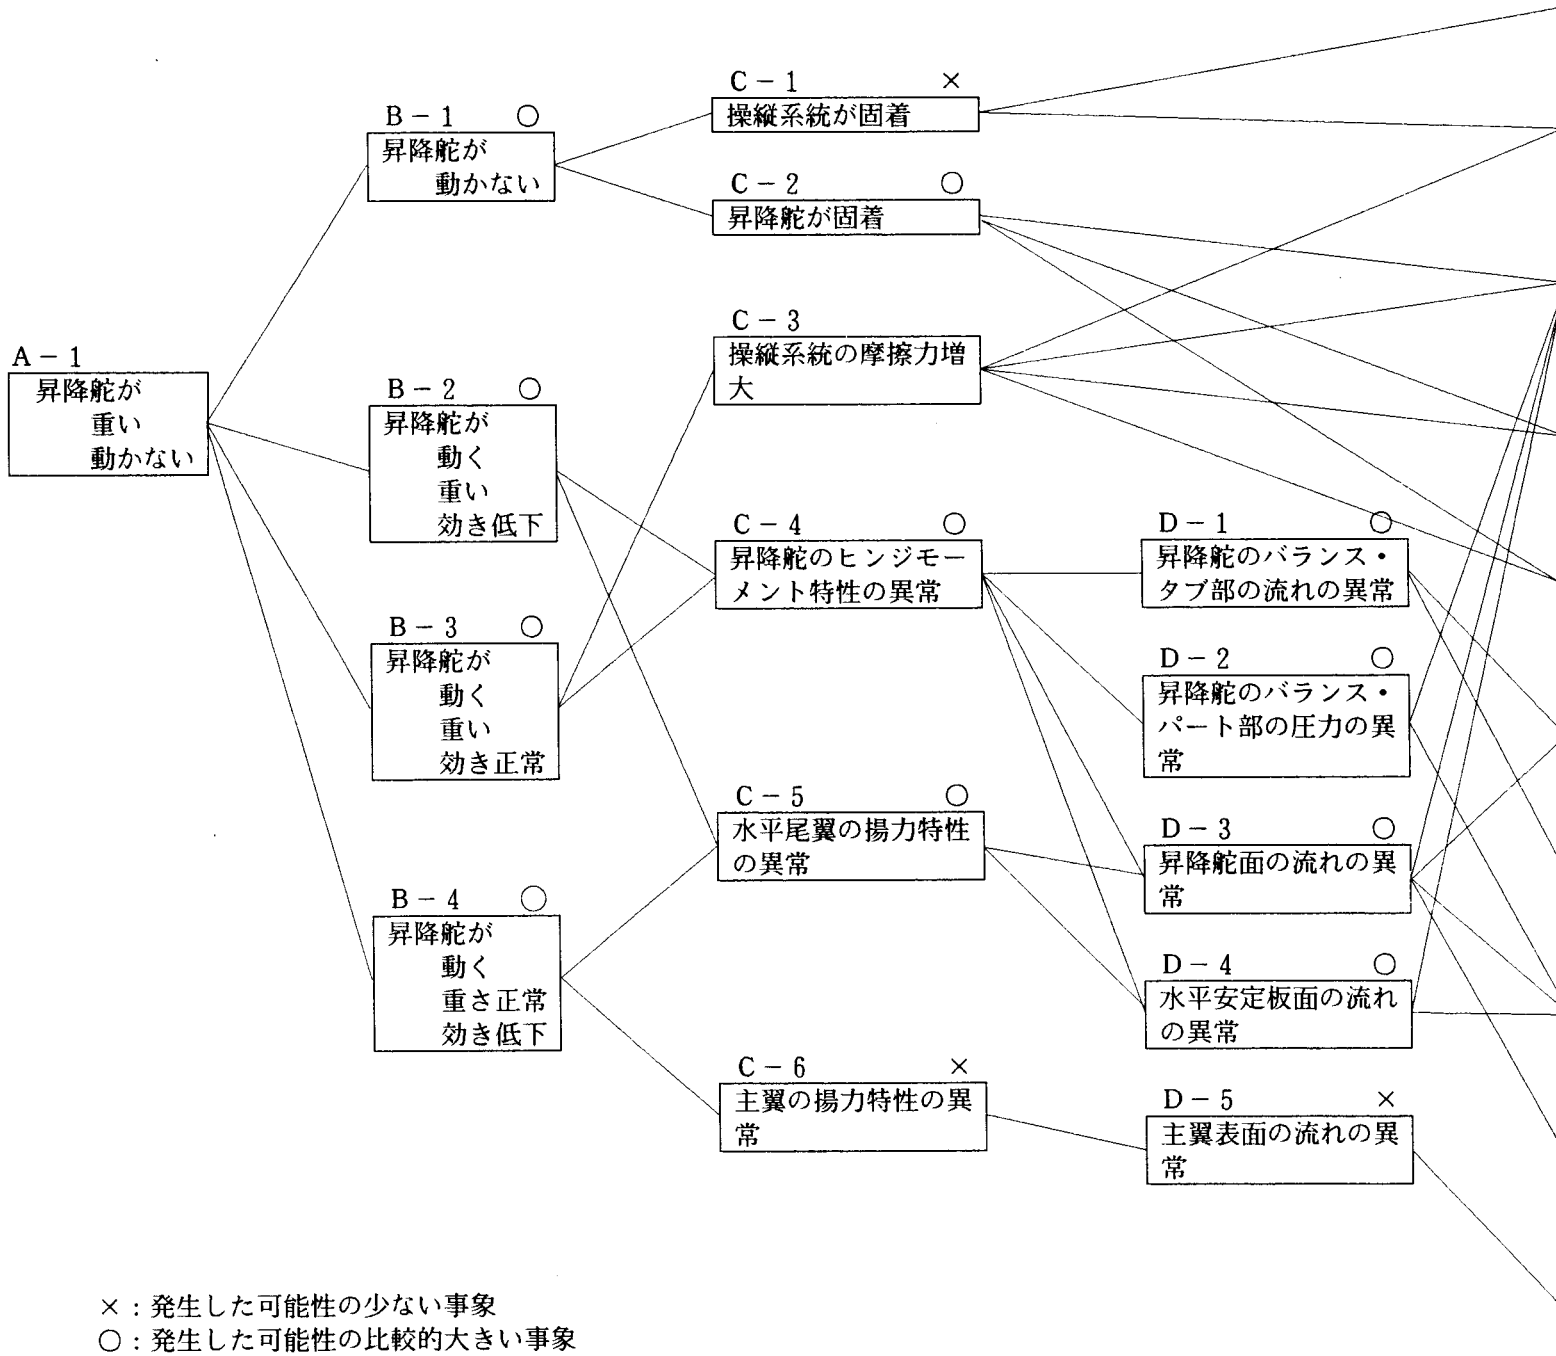 A－1
昇降舵が
重い
動かない
B－1 ○
昇降舵が
動かない
B－2 ○
昇降舵が
動く
重い
効き低下
B－3 ○
昇降舵が
動く
重い
効き正常
B－4 ○
昇降舵が
動く
重さ正常
効き低下
C－1 ×
操縦系統が固着
C－2 ○
昇降舵が固着
C－3
操縦系統の摩擦力増
大
C－4 ○
昇降舵のヒンジモー
メント特性の異常
C－5 ○
水平尾翼の揚力特性
の異常
C－6 ×
主翼の揚力特性の異
常
D－1 ○
昇降舵のバランス・
タブ部の流れの異常
D－2 ○
昇降舵のバランス・
パート部の圧力の異
常
D－3 ○
昇降舵面の流れの異
常
D－4 ○
水平安定板面の流れ
の異常
D－5 ×
主翼表面の流れの異
常
×：発生した可能性の少ない事象
○：発生した可能性の比較的大きい事象